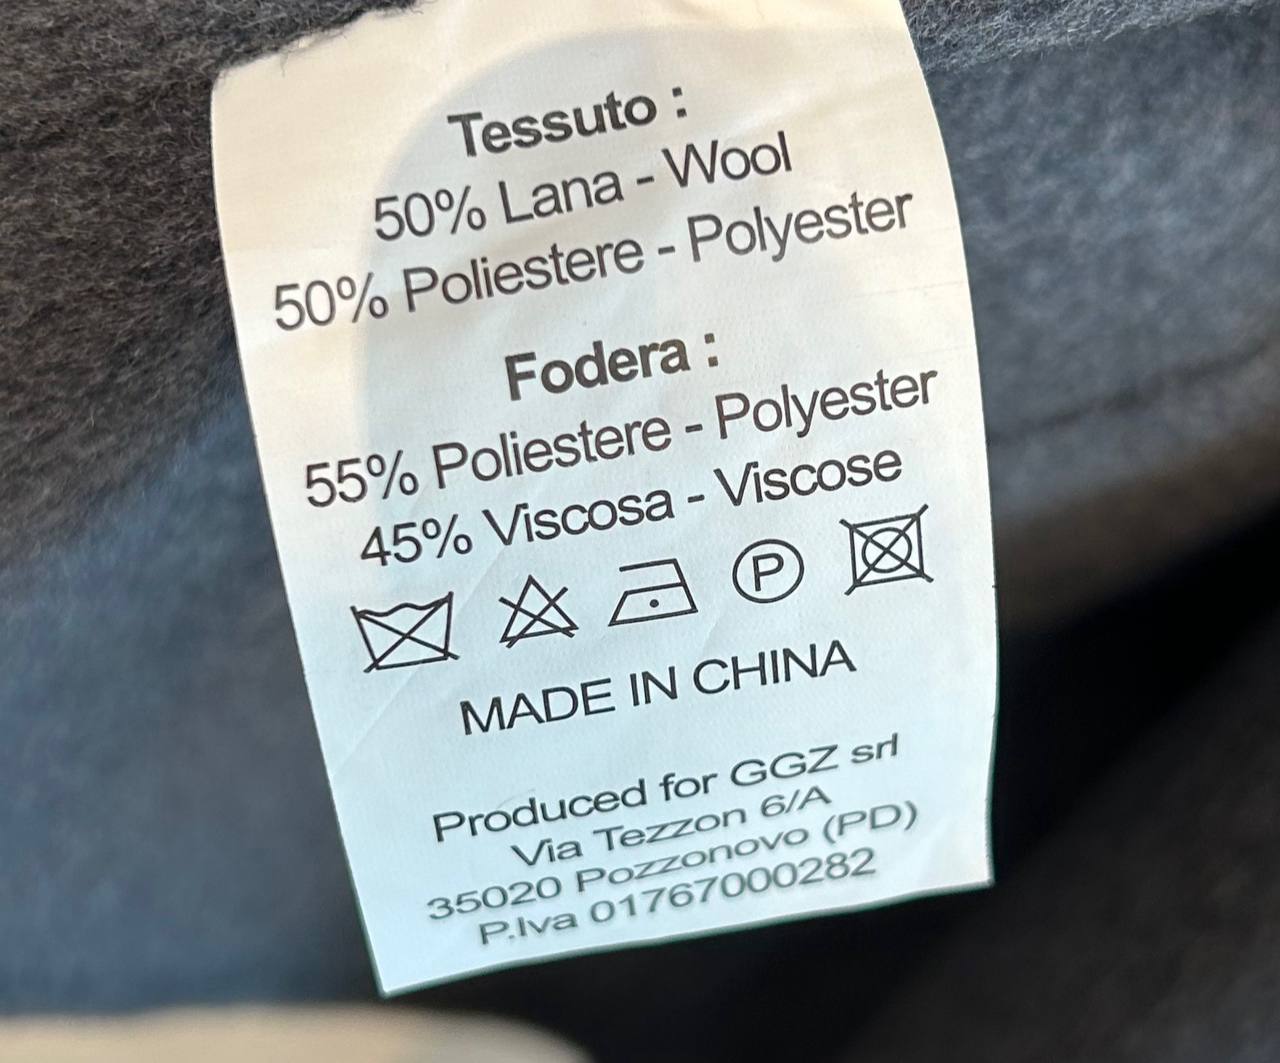 Tessuto :
50% Lana - Wool
50% Poliestere - Polyester
Fodera :
55% Poliestere - Polyester
45% Viscosa - Viscose
P
MADE IN CHINA
Produced for GGZ srl
Via Tezzon 6/A
35020 Pozzonovo (PD)
P.Iva 01767000282